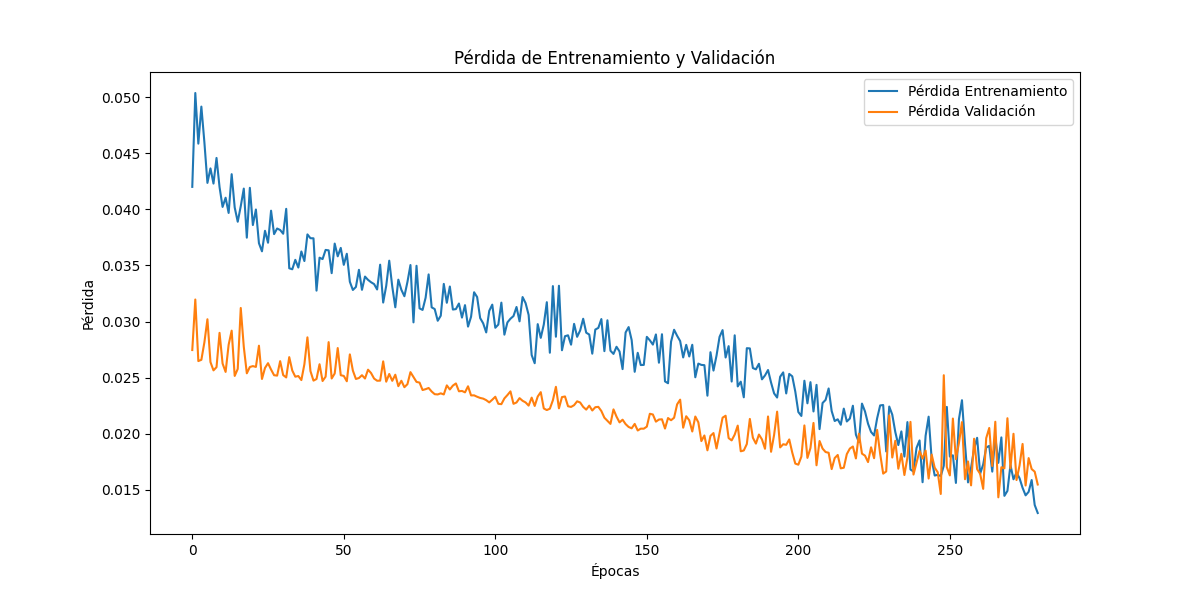 Pérdida de Entrenamiento y Validación
Pérdida Entrenamiento
Pérdida Validación
0.050
0.045
0.040
0.035
0.030
0.025
0.020
0.015
Pérdida
0
50
100
150
200
250
Épocas